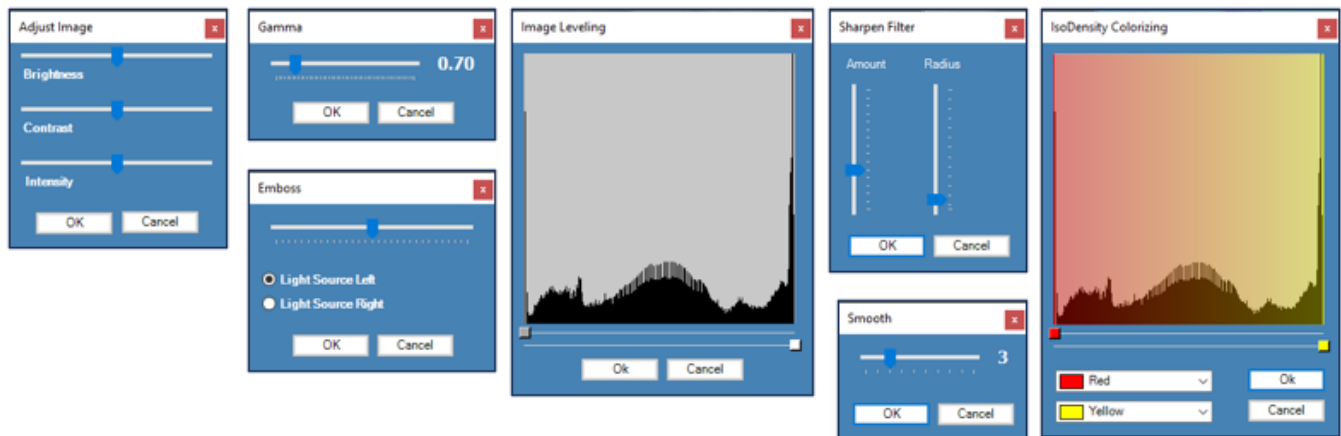 Adjust Image x
Brightness
Contrast
Intensity
OK Cancel
Gamma x
0.70
OK Cancel
Emboss x
Light Source Left
Light Source Right
OK Cancel
Image Leveling x
Ok Cancel
Sharpen Filter x
Amount Radius
OK Cancel
Smooth x
3
OK Cancel
IsoDensity Colorizing x
Red Ok
Yellow Cancel